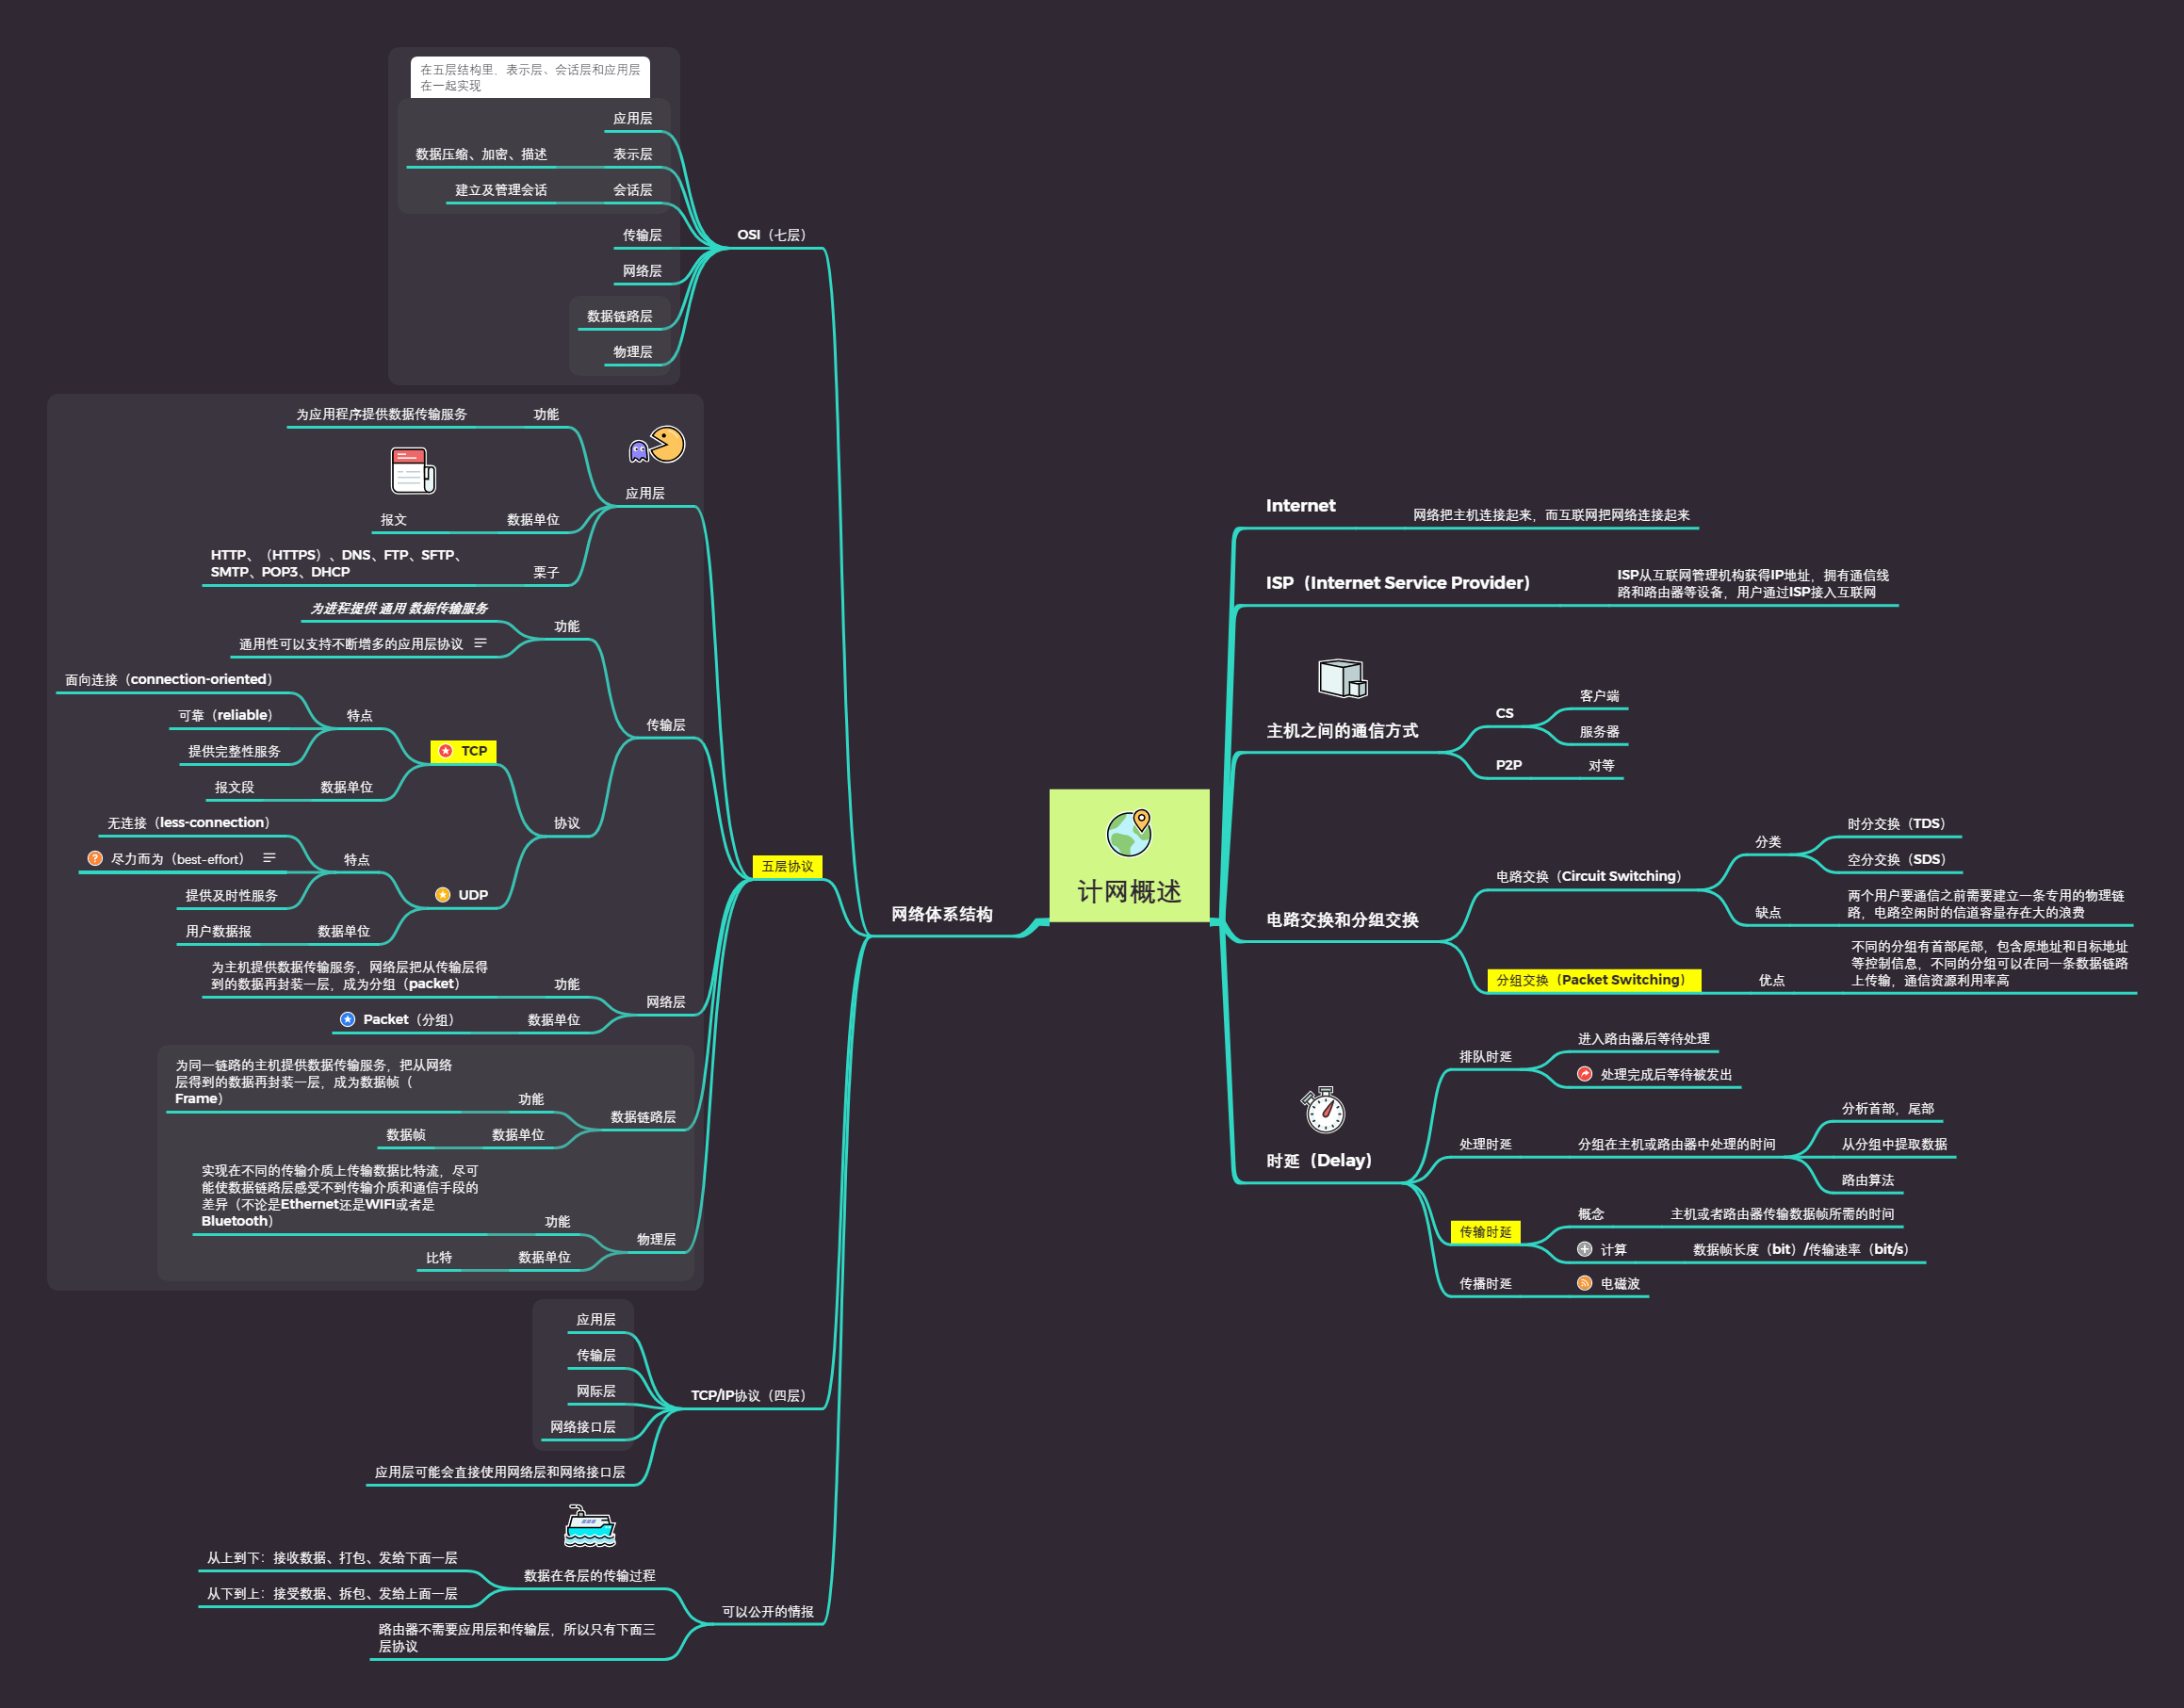 在五层结构里，表示层、会话层和应用层
在一起实现
应用层
数据压缩、加密、描述
表示层
建立及管理会话
会话层
传输层
网络层
数据链路层
物理层
OSI（七层）
为应用程序提供数据传输服务
功能
报文
数据单位
HTTP、（HTTPS）、DNS、FTP、SFTP、
SMTP、POP3、DHCP
栗子
应用层
为进程提供 通用 数据传输服务
通用性可以支持不断增多的应用层协议
功能
面向连接（connection-oriented）
可靠（reliable）
提供完整性服务
特点
报文段
数据单位
TCP
无连接（less-connection）
尽力而为（best-effort）
提供及时性服务
特点
用户数据报
数据单位
UDP
协议
传输层
为主机提供数据传输服务，网络层把从传输层得
到的数据再封装一层，成为分组（packet）
功能
Packet（分组）
数据单位
网络层
为同一链路的主机提供数据传输服务，把从网络
层得到的数据再封装一层，成为数据帧（
Frame）
功能
数据帧
数据单位
数据链路层
实现在不同的传输介质上传输数据比特流，尽可
能使数据链路层感受不到传输介质和通信手段的
差异（不论是Ethernet还是WIFI或者是
Bluetooth）
功能
比特
数据单位
物理层
五层协议
应用层
传输层
网际层
网络接口层
应用层可能会直接使用网络层和网络接口层
TCP/IP协议（四层）
从上到下：接收数据、打包、发给下面一层
从下到上：接受数据、拆包、发给上面一层
数据在各层的传输过程
路由器不需要应用层和传输层，所以只有下面三
层协议
可以公开的情报
网络体系结构
计网概述
Internet
网络把主机连接起来，而互联网把网络连接起来
ISP（Internet Service Provider）
ISP从互联网管理机构获得IP地址，拥有通信线
路和路由器等设备，用户通过ISP接入互联网
主机之间的通信方式
CS
客户端
服务器
P2P
对等
电路交换和分组交换
电路交换（Circuit Switching）
分类
时分交换（TDS）
空分交换（SDS）
缺点
两个用户要通信之前需要建立一条专用的物理链
路，电路空闲时的信道容量存在大的浪费
分组交换（Packet Switching）
优点
不同的分组有首部尾部，包含原地址和目标地址
等控制信息，不同的分组可以在同一条数据链路
上传输，通信资源利用率高
时延（Delay）
排队时延
进入路由器后等待处理
处理完成后等待被发出
处理时延
分组在主机或路由器中处理的时间
分析首部，尾部
从分组中提取数据
路由算法
传输时延
概念
主机或者路由器传输数据帧所需的时间
计算
数据帧长度（bit）/传输速率（bit/s）
传播时延
电磁波